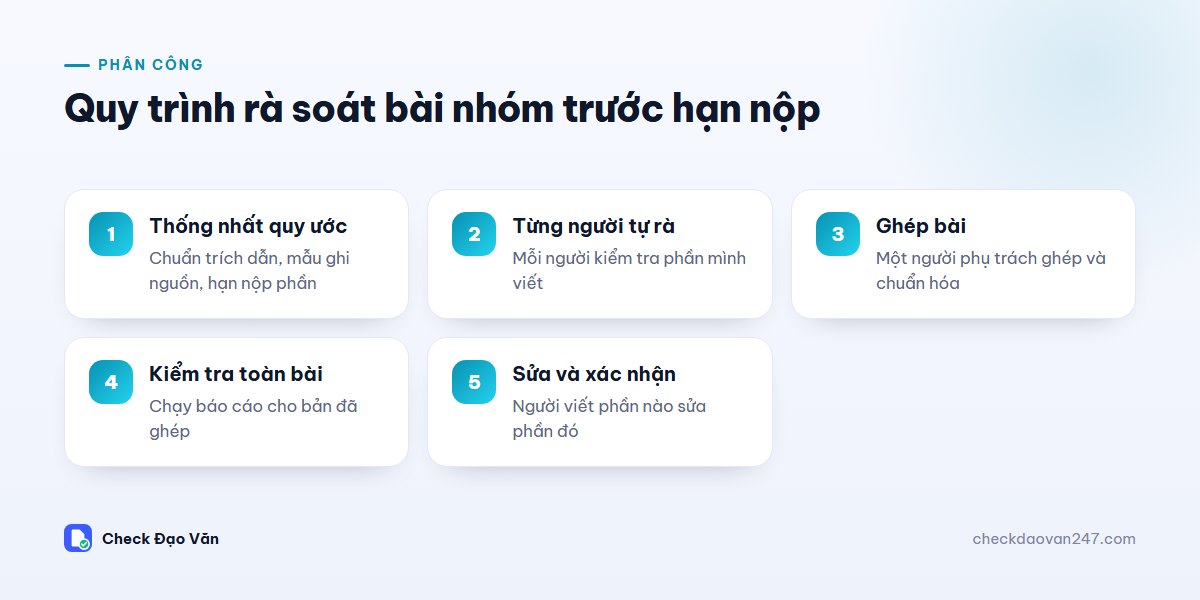 PHÂN CÔNG
Quy trình rà soát bài nhóm trước hạn nộp
1
Thống nhất quy ước
Chuẩn trích dẫn, mẫu ghi
nguồn, hạn nộp phần
2
Từng người tự rà
Mỗi người kiểm tra phần mình
viết
3
Ghép bài
Một người phụ trách ghép và
chuẩn hóa
4
Kiểm tra toàn bài
Chạy báo cáo cho bản đã
ghép
5
Sửa và xác nhận
Người viết phần nào sửa
phần đó
Check Đạo Văn
checkdaovan247.com